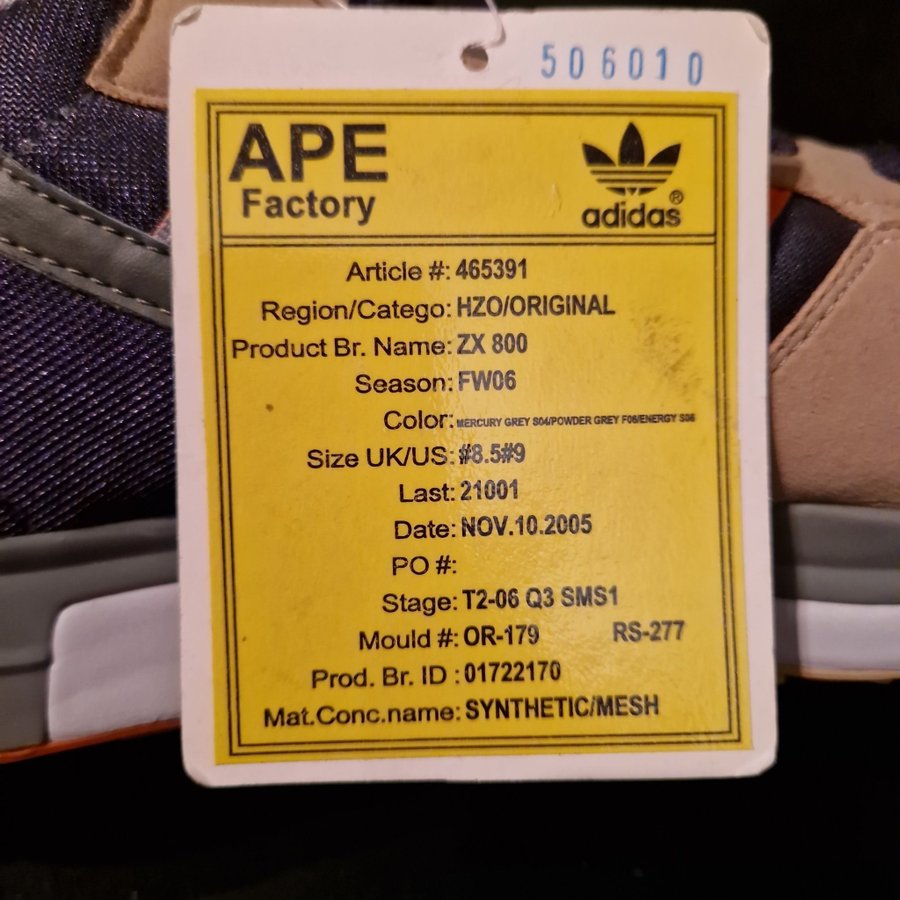 506010
APE
Factory
adidas®
Article #: 465391
Region/Catego: HZO/ORIGINAL
Product Br. Name: ZX 800
Season: FW06
Color: MERCURY GREY S04/POWDER GREY F06/ENERGY S06
Size UK/US: #8.5#9
Last: 21001
Date: NOV.10.2005
PO #:
Stage: T2-06 Q3 SMS1
Mould #: OR-179 RS-277
Prod. Br. ID : 01722170
Mat.Conc.name: SYNTHETIC/MESH